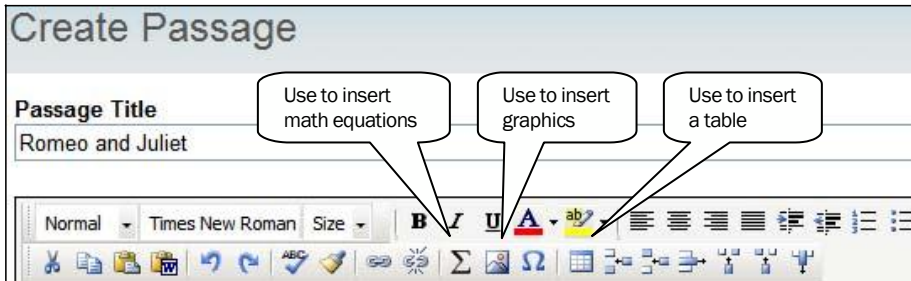 Create Passage
Use to insert
math equations
Use to insert
graphics
Use to insert
a table
Passage Title
Romeo and Juliet
Normal Times New Roman Size B I U A ab
ABC Σ Ω